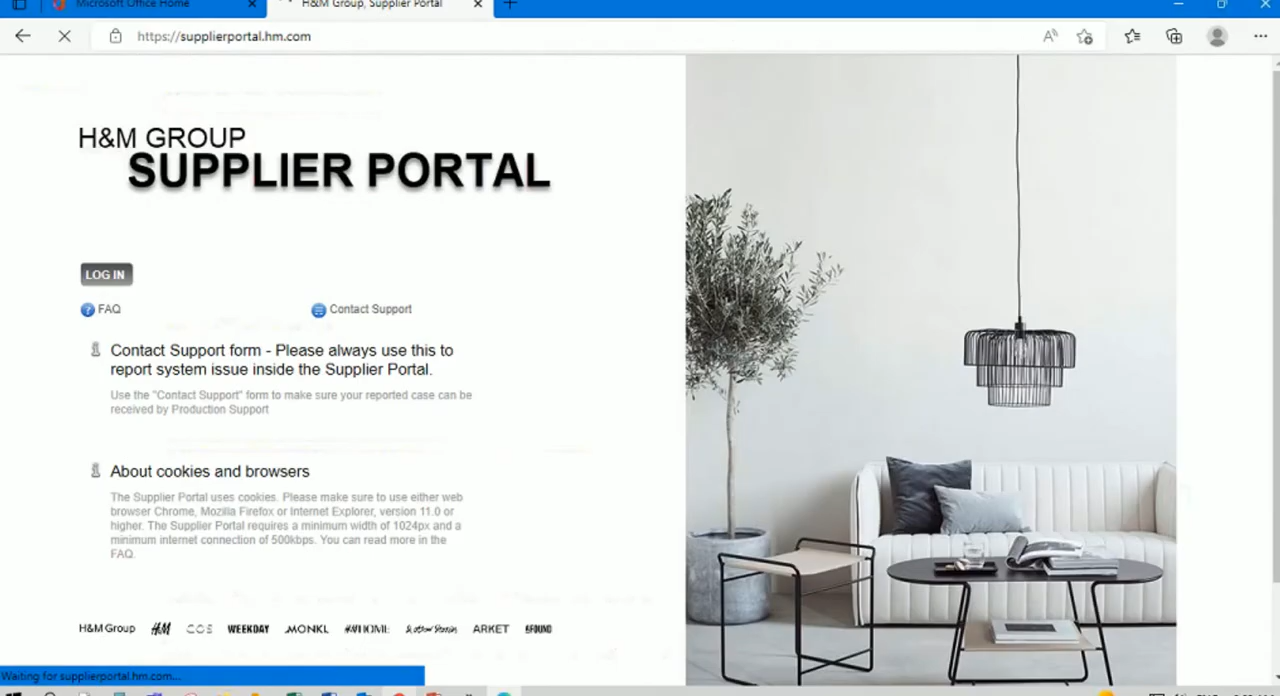 Microsoft Office Home
H&M Group, Supplier Portal
https://supplierportal.hm.com
H&M GROUP
SUPPLIER PORTAL
LOG IN
FAQ
Contact Support
Contact Support form - Please always use this to
report system issue inside the Supplier Portal.
Use the "Contact Support" form to make sure your reported case can be
received by Production Support
About cookies and browsers
The Supplier Portal uses cookies. Please make sure to use either web
browser Chrome, Mozilla Firefox or Internet Explorer, version 11.0 or
higher. The Supplier Portal requires a minimum width of 1024px and a
minimum internet connection of 500kbps. You can read more in the
FAQ.
H&M Group H&M COS WEEKDAY MONKI H&M HOME & Other Stories ARKET AFOUND
Waiting for supplierportal.hm.com...